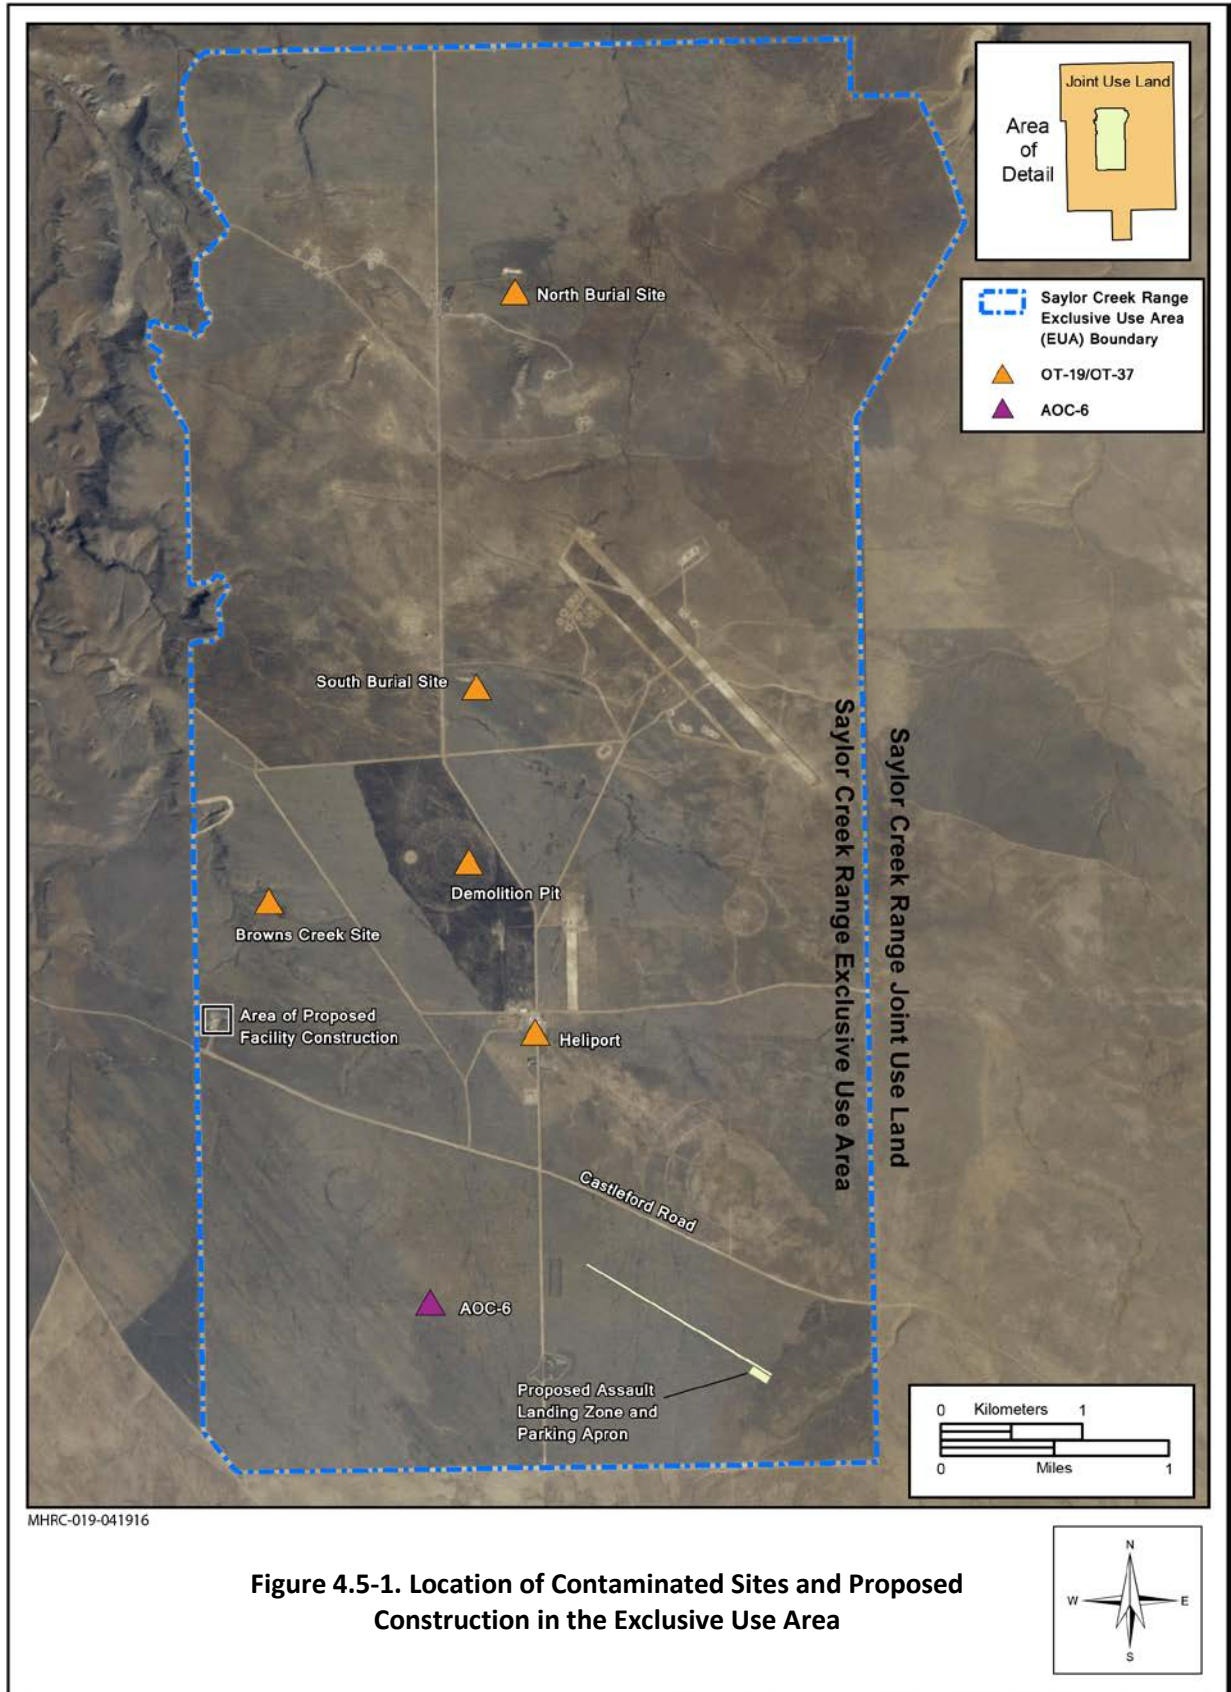 Joint Use Land
Area
of
Detail
Saylor Creek Range
Exclusive Use Area
(EUA) Boundary
OT-19/OT-37
AOC-6
North Burial Site
South Burial Site
Demolition Pit
Browns Creek Site
Area of Proposed
Facility Construction
Heliport
Saylor Creek Range Exclusive Use Area
Saylor Creek Range Joint Use Land
Castleford Road
AOC-6
Proposed Assault
Landing Zone and
Parking Apron
0 Kilometers 1
0 Miles 1
MHRC-019-041916
Figure 4.5-1. Location of Contaminated Sites and Proposed
Construction in the Exclusive Use Area
N
W E
S